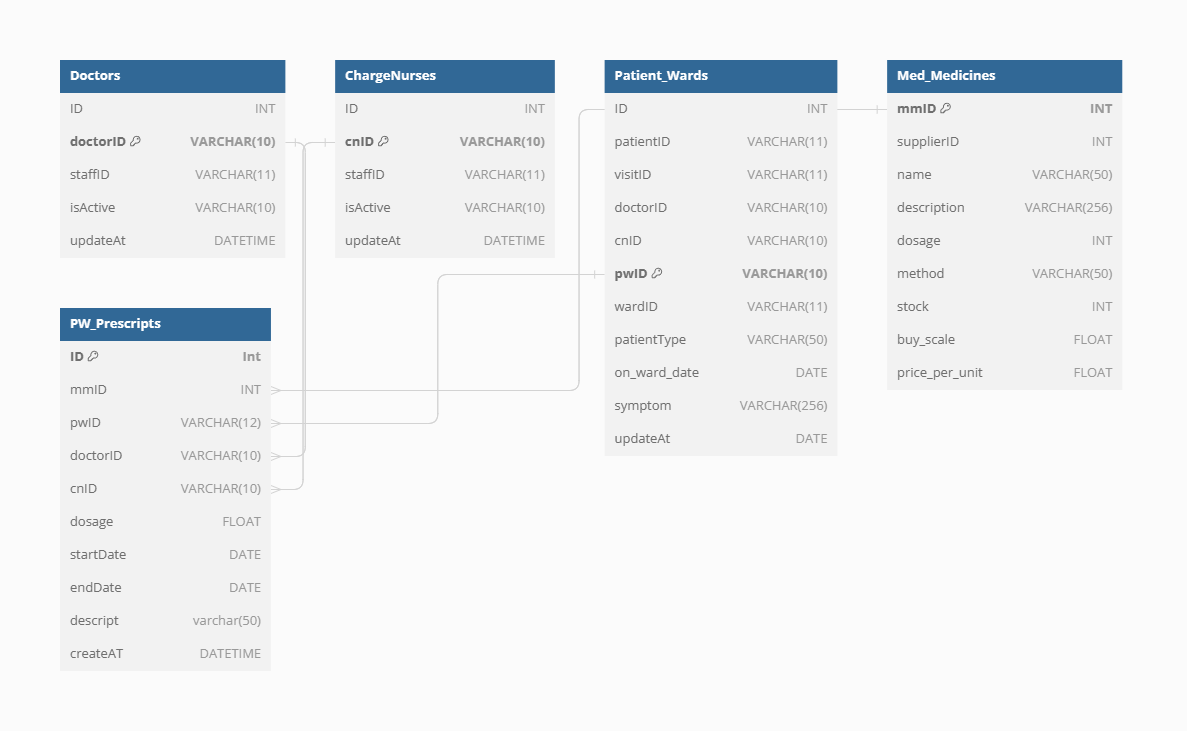 Doctors
ID INT
doctorID VARCHAR(10)
staffID VARCHAR(11)
isActive VARCHAR(10)
updateAt DATETIME
ChargeNurses
ID INT
cnID VARCHAR(10)
staffID VARCHAR(11)
isActive VARCHAR(10)
updateAt DATETIME
Patient_Wards
ID INT
patientID VARCHAR(11)
visitID VARCHAR(11)
doctorID VARCHAR(10)
cnID VARCHAR(10)
pwID VARCHAR(10)
wardID VARCHAR(11)
patientType VARCHAR(50)
on_ward_date DATE
symptom VARCHAR(256)
updateAt DATE
Med_Medicines
mmID INT
supplierID INT
name VARCHAR(50)
description VARCHAR(256)
dosage INT
method VARCHAR(50)
stock INT
buy_scale FLOAT
price_per_unit FLOAT
PW_Prescripts
ID Int
mmID INT
pwID VARCHAR(12)
doctorID VARCHAR(10)
cnID VARCHAR(10)
dosage FLOAT
startDate DATE
endDate DATE
descript varchar(50)
createAT DATETIME